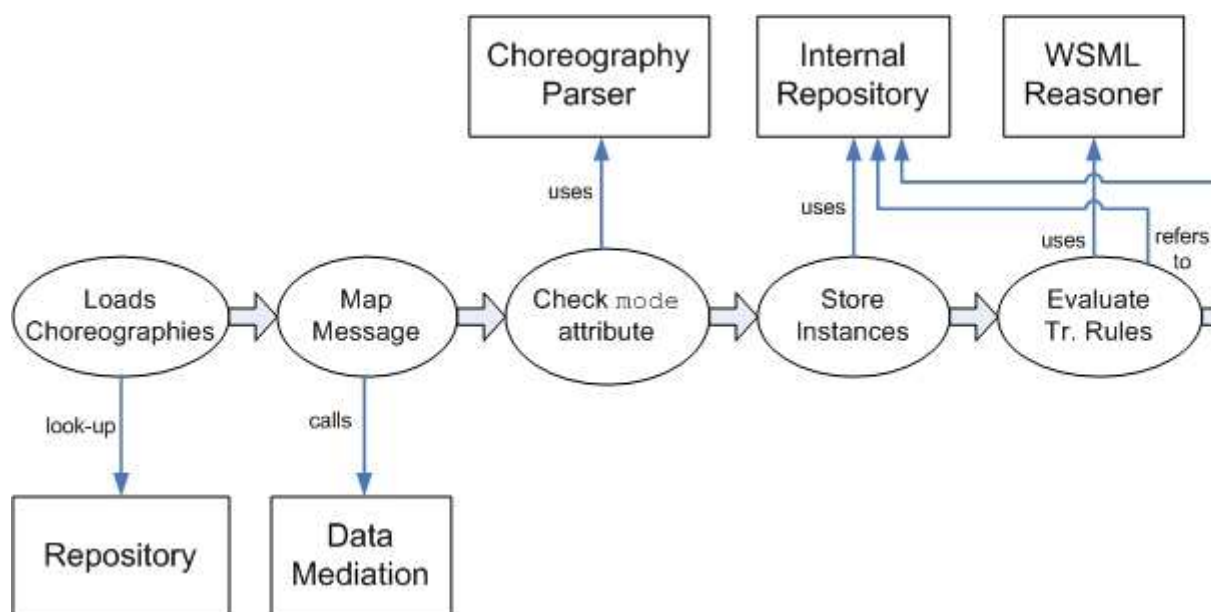 Choreography
Parser
Internal
Repository
WSML
Reasoner
uses
uses
uses
refers
to
Loads
Choreographies
Map
Message
Check mode
attribute
Store
Instances
Evaluate
Tr. Rules
look-up
calls
Repository
Data
Mediation